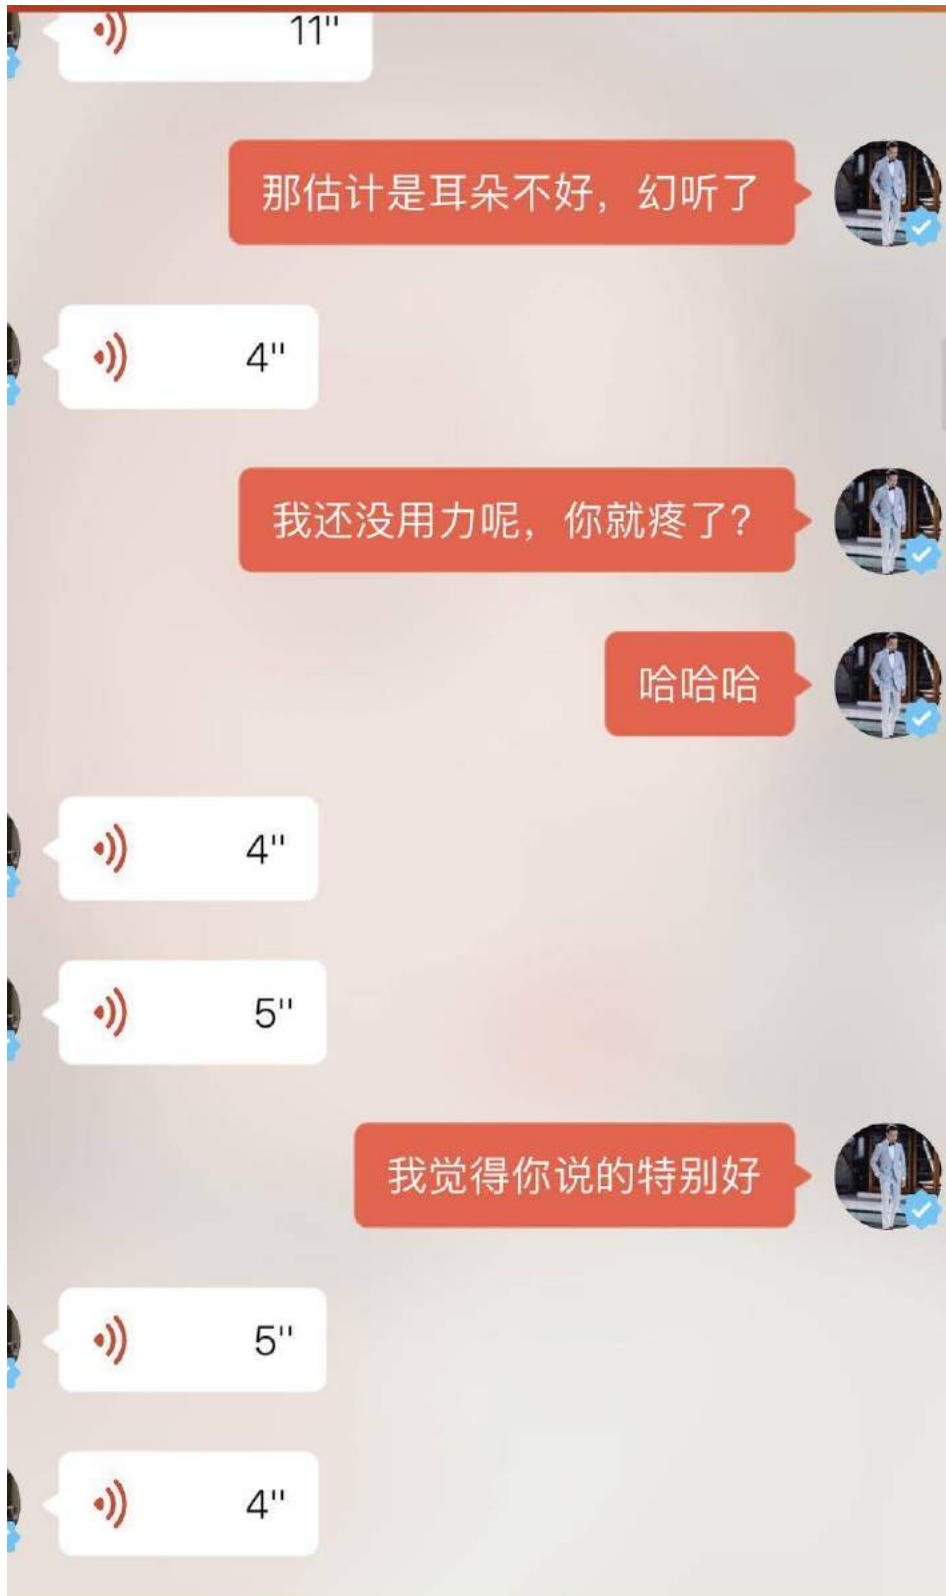 11"
那估计是耳朵不好，幻听了
4"
我还没用力呢，你就疼了？
哈哈哈
4"
5"
我觉得你说的特别好
5"
4"